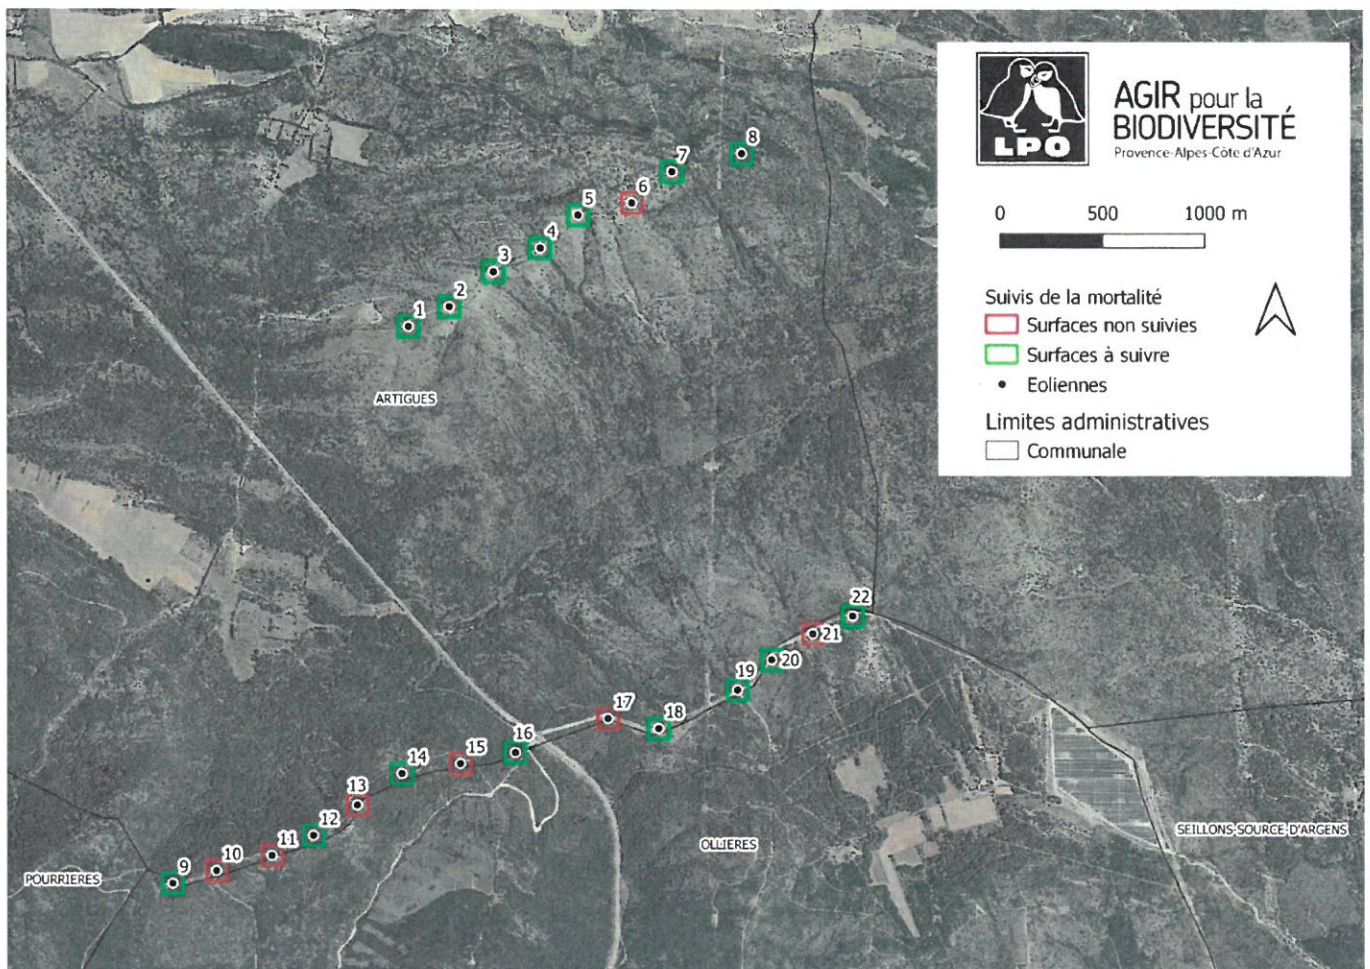 LPO
AGIR pour la
BIODIVERSITÉ
Provence-Alpes-Côte d'Azur
0 500 1000 m
Suivis de la mortalité
Surfaces non suivies
Surfaces à suivre
Eoliennes
Limites administratives
Communale
8
7
6
5
4
3
2
1
ARTIGUES
22
21
20
19
18
17
16
15
14
13
12
11
10
9
OLLIERES
SEILLONS-SOURCE-D'ARGENS
POURRIERES